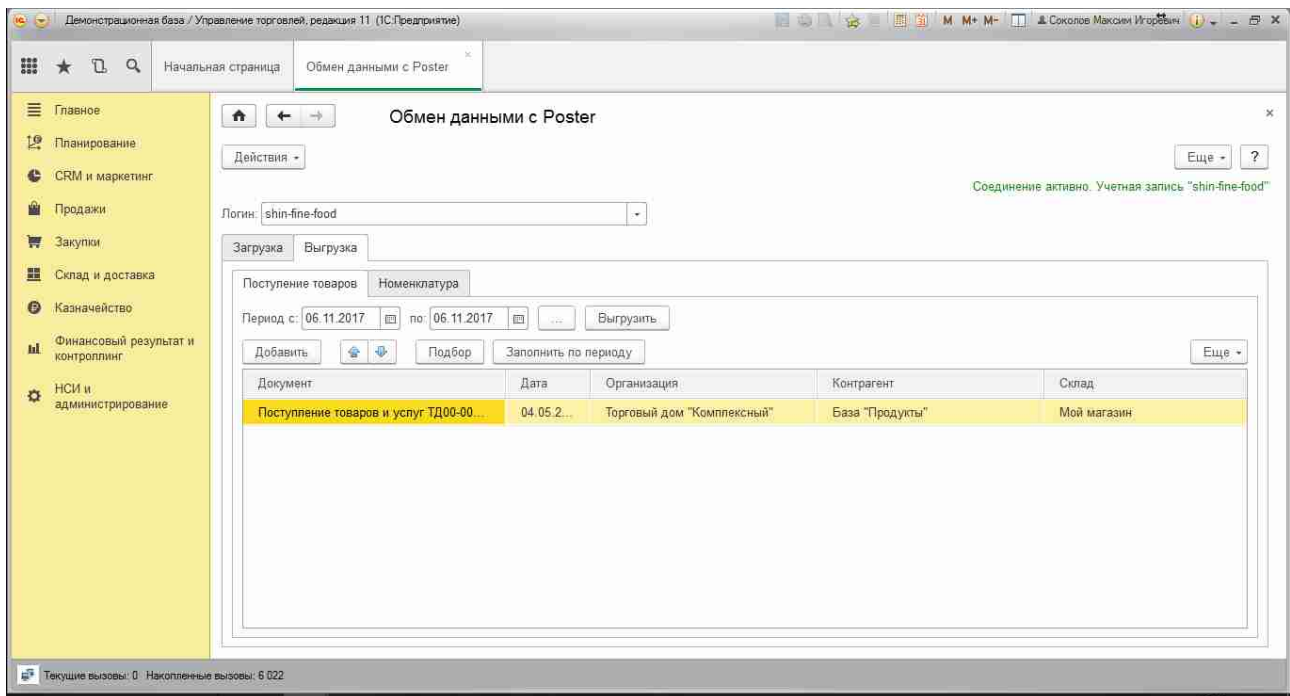 Демонстрационная база / Управление торговлей, редакция 11 (1С:Предприятие)
M M+ M- Соколов Максим Игоревич
Начальная страница
Обмен данными с Poster
Главное
Планирование
CRM и маркетинг
Продажи
Закупки
Склад и доставка
Казначейство
Финансовый результат и
контроллинг
НСИ и
администрирование
Обмен данными с Poster
Действия
Еще
?
Соединение активно. Учетная запись "shin-fine-food"
Логин: shin-fine-food
Загрузка Выгрузка
Поступление товаров Номенклатура
Период с: 06.11.2017 по: 06.11.2017 ... Выгрузить
Добавить Подбор Заполнить по периоду Еще
Документ Дата Организация Контрагент Склад
Поступление товаров и услуг ТД00-00... 04.05.2... Торговый дом "Комплексный" База "Продукты" Мой магазин
Текущие вызовы: 0 Накопленные вызовы: 6 022